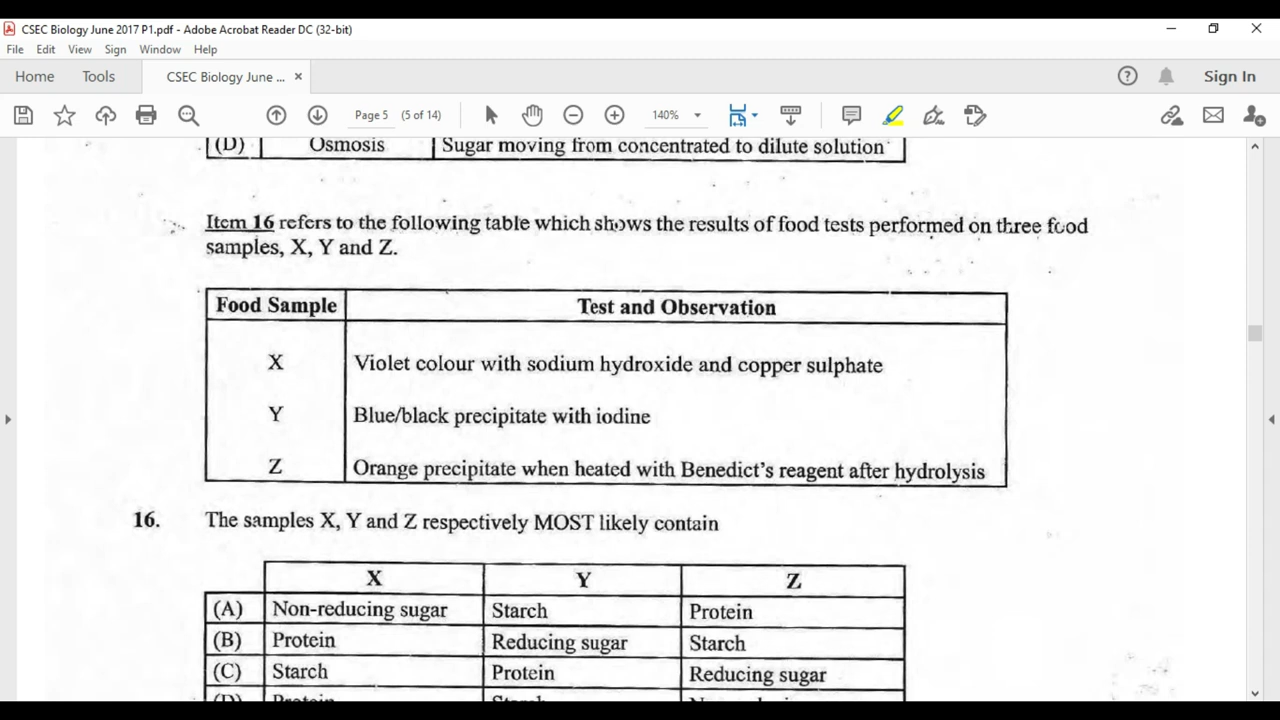 CSEC Biology June 2017 P1.pdf - Adobe Acrobat Reader DC (32-bit)
File Edit View Sign Window Help
Home Tools CSEC Biology June ... × Sign In
Page 5 (5 of 14) 140%
(D) Osmosis Sugar moving from concentrated to dilute solution
Item 16 refers to the following table which shows the results of food tests performed on three food
samples, X, Y and Z.
Food Sample Test and Observation
X Violet colour with sodium hydroxide and copper sulphate
Y Blue/black precipitate with iodine
Z Orange precipitate when heated with Benedict's reagent after hydrolysis
16. The samples X, Y and Z respectively MOST likely contain
X Y Z
(A) Non-reducing sugar Starch Protein
(B) Protein Reducing sugar Starch
(C) Starch Protein Reducing sugar